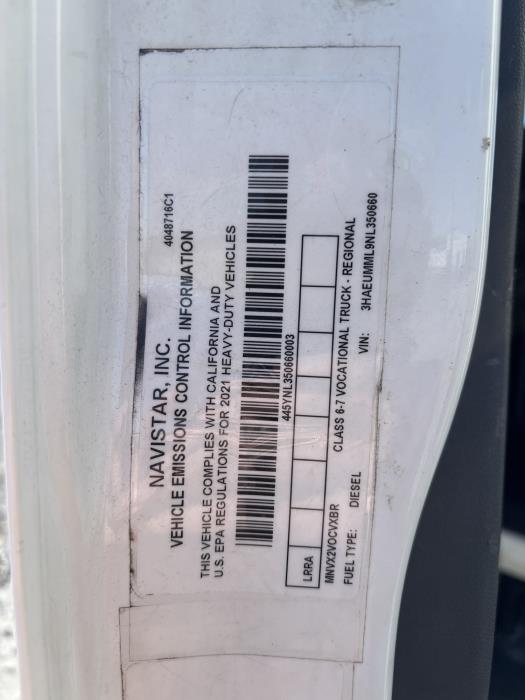 NAVISTAR, INC. 4048716C1
VEHICLE EMISSIONS CONTROL INFORMATION
THIS VEHICLE COMPLIES WITH CALIFORNIA AND
U.S. EPA REGULATIONS FOR 2021 HEAVY-DUTY VEHICLES
445YNL350660003
LRRA
MNVX2VOCVXBR CLASS 6-7 VOCATIONAL TRUCK - REGIONAL
FUEL TYPE: DIESEL VIN: 3HAEUMML9NL350660